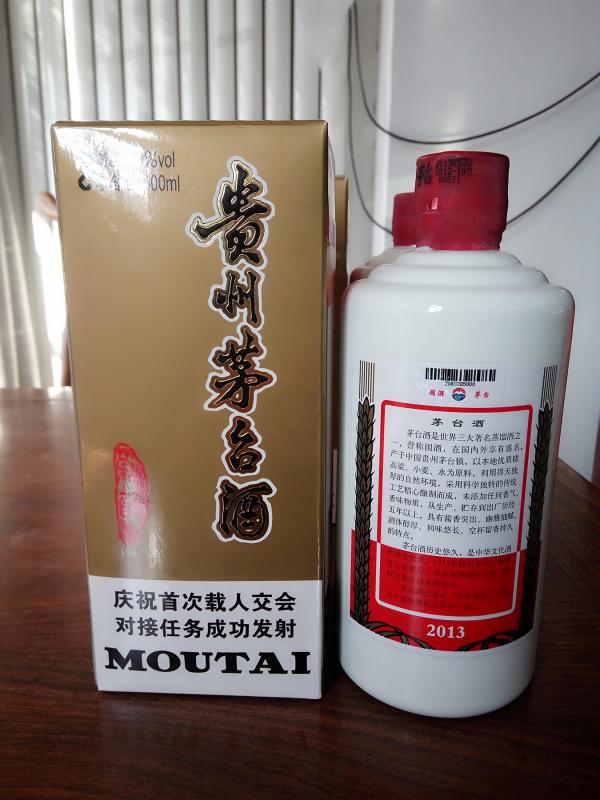 %vol
500ml
贵州茅台酒
庆祝首次载人交会
对接任务成功发射
MOUTAI
MOUTAI
国酒 茅台
茅台酒
茅台酒是世界三大著名蒸馏酒之
一，誉称国酒，在国内外享有盛名。
产于中国贵州茅台镇，以本地优质糯
高粱、小麦、水为原料，利用得天独
厚的自然环境，采用科学独特的传统
工艺精心酿制而成，未添加任何香气、
香味物质，从生产、贮存到出厂历经
五年以上。具有酱香突出、幽雅细腻、
酒体醇厚、回味悠长、空杯留香持久
的特点。
茅台酒历史悠久，是中华文化酒
2013